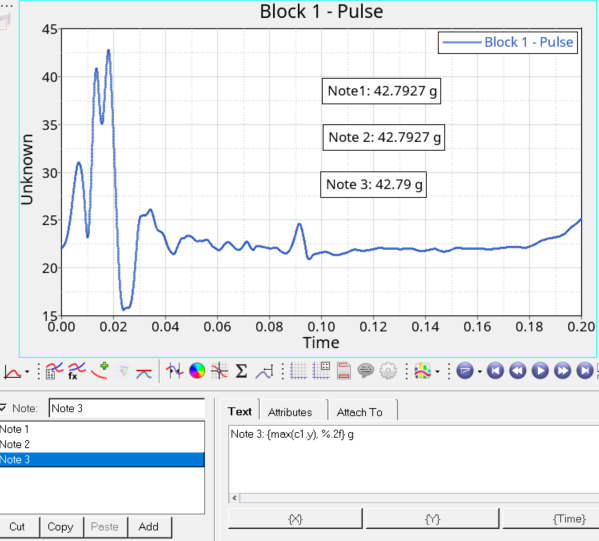 Block 1 - Pulse
45
40
35
30
25
20
15
Unknown
Block 1 - Pulse
Note1: 42.7927 g
Note 2: 42.7927 g
Note 3: 42.79 g
0.00 0.02 0.04 0.06 0.08 0.10 0.12 0.14 0.16 0.18 0.20
Time
fx
Σ
Note: Note 3
Note 1
Note 2
Note 3
Cut Copy Paste Add
Text Attributes Attach To
Note 3: {max(c1.y), %.2f} g
{X} {Y} {Time}